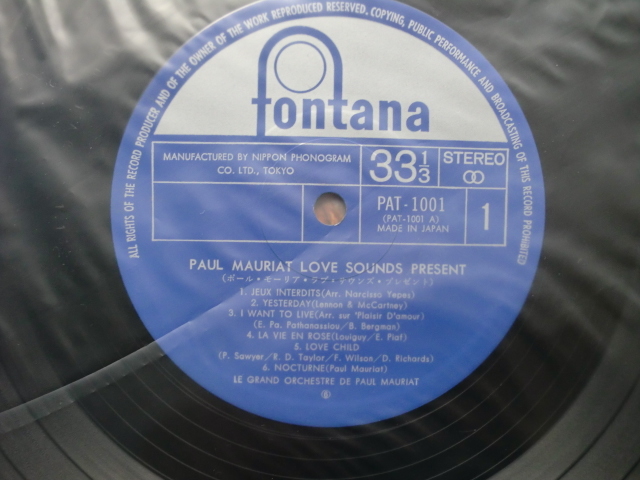 ALL RIGHTS OF THE RECORD PRODUCER AND OF THE OWNER OF THE WORK REPRODUCED RESERVED, COPYING, PUBLIC PERFORMANCE AND BROADCASTING OF THIS RECORD PROHIBITED
fontana
MANUFACTURED BY NIPPON PHONOGRAM
CO. LTD., TOKYO
33 1/3
STEREO
PAT-1001
(PAT-1001 A)
MADE IN JAPAN
1
PAUL MAURIAT LOVE SOUNDS PRESENT
(ポール・モーリア・ラブ・サウンズ・プレゼント)
1. JEUX INTERDITS(Arr. Narcisso Yepes)
2. YESTERDAY(Lennon & McCartney)
3. I WANT TO LIVE(Arr. sur 'Plaisir D'amour)
(E. Pa. Pathanassiou/B. Bergman)
4. LA VIE EN ROSE(Louiguy/E. Piaf)
5. LOVE CHILD
(P. Sawyer/R. D. Taylor/F. Wilson/D. Richards)
6. NOCTURNE(Paul Mauriat)
LE GRAND ORCHESTRE DE PAUL MAURIAT